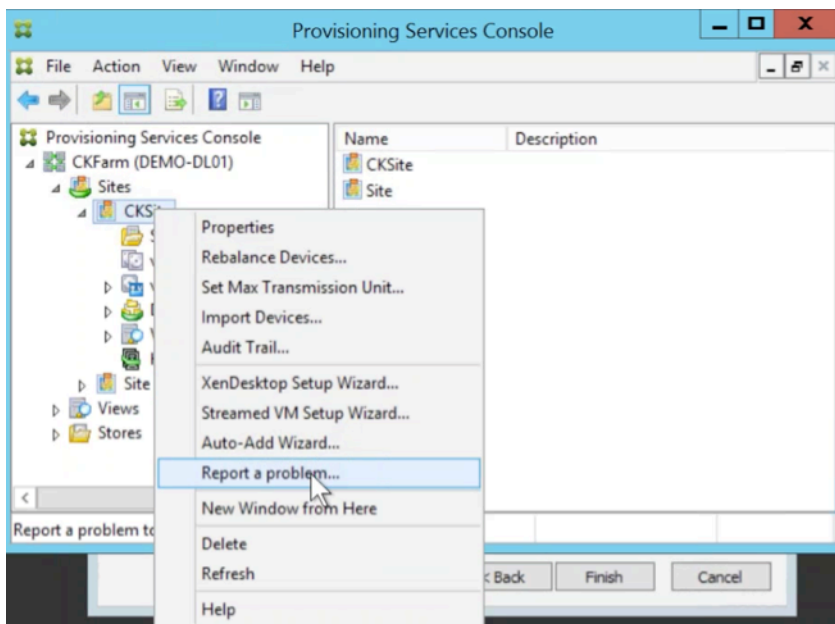 Provisioning Services Console
File Action View Window Help
Provisioning Services Console
CKFarm (DEMO-DL01)
Sites
CKSi
Site
Views
Stores
Name Description
CKSite
Site
Properties
Rebalance Devices...
Set Max Transmission Unit...
Import Devices...
Audit Trail...
XenDesktop Setup Wizard...
Streamed VM Setup Wizard...
Auto-Add Wizard...
Report a problem...
New Window from Here
Delete
Refresh
Help
Report a problem to
< Back Finish Cancel